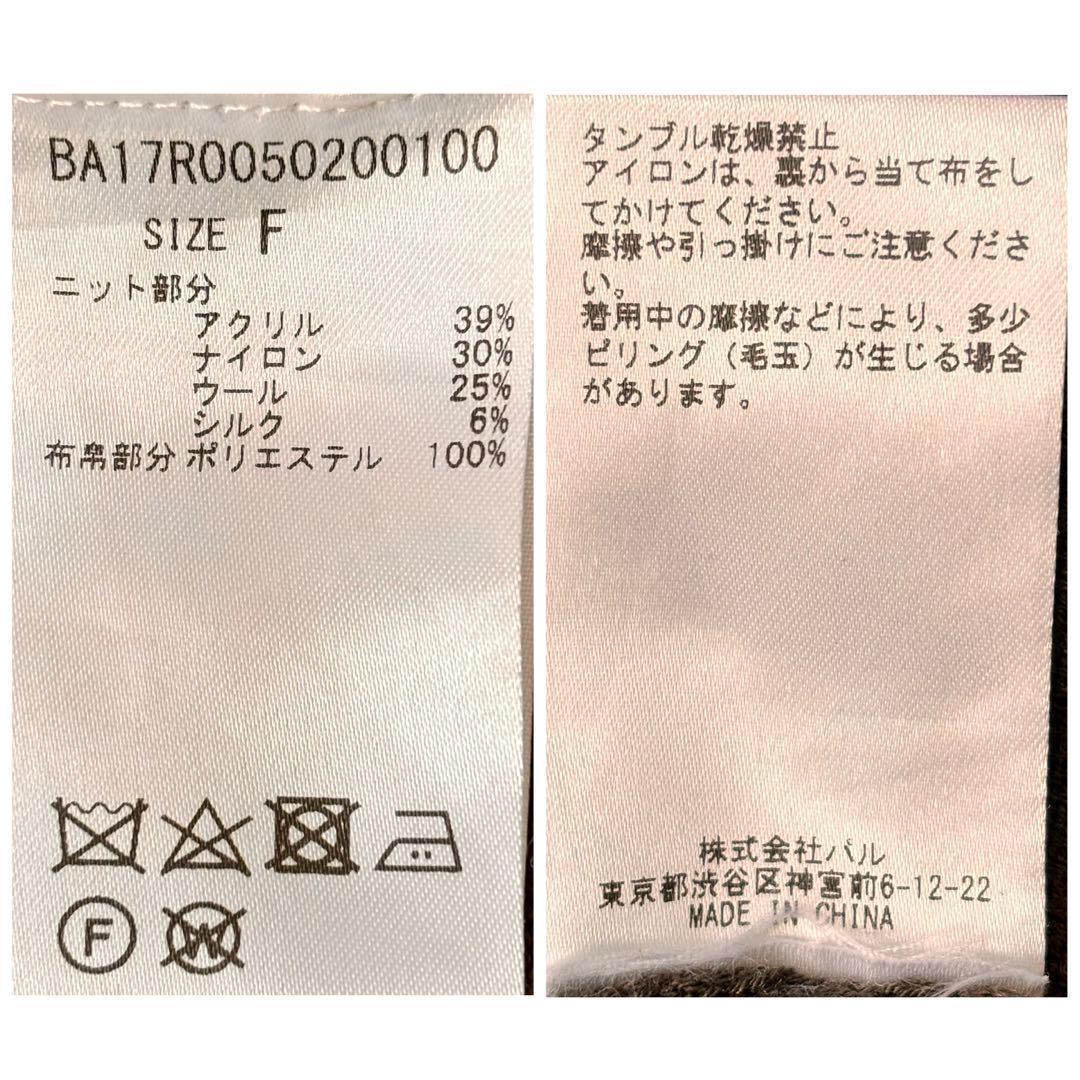 BA17R0050200100
SIZE F
ニット部分
アクリル 39%
ナイロン 30%
ウール 25%
シルク 6%
布帛部分 ポリエステル 100%
F
W
タンブル乾燥禁止
アイロンは、裏から当て布をし
てかけてください。
摩擦や引っ掛けにご注意くださ
い。
着用中の摩擦などにより、多少
ピリング（毛玉）が生じる場合
があります。
株式会社パル
東京都渋谷区神宮前6-12-22
MADE IN CHINA